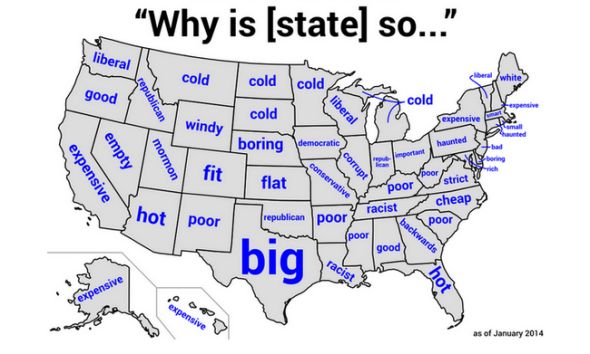 “Why is [state] so...”
liberal
cold
cold
cold
liberal
white
good
republican
cold
liberal
cold
expensive
smart
expensive
small
haunted
windy
boring
democratic
haunted
bad
boring
rich
expensive
empty
mormon
fit
flat
conservative
corrupt
repub-
lican
important
poor
poor
strict
hot
poor
republican
poor
racist
cheap
poor
big
racist
poor
good
backwards
hot
expensive
expensive
as of January 2014